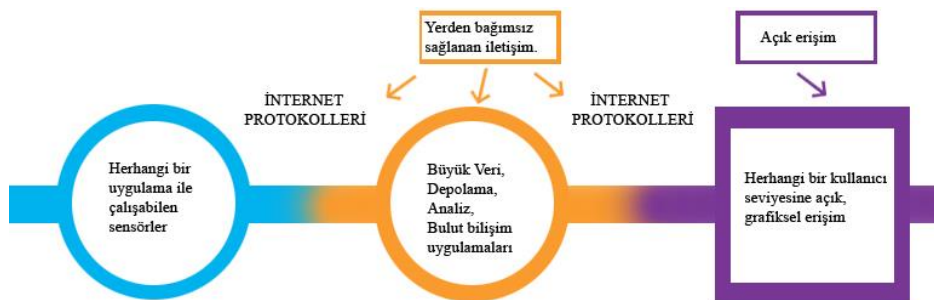 Yerden bağımsız
sağlanan iletişim.
Açık erişim
İNTERNET
PROTOKOLLERİ
İNTERNET
PROTOKOLLERİ
Herhangi bir
uygulama ile
çalışabilen
sensörler
Büyük Veri,
Depolama,
Analiz,
Bulut bilişim
uygulamaları
Herhangi bir kullanıcı
seviyesine açık,
grafiksel erişim